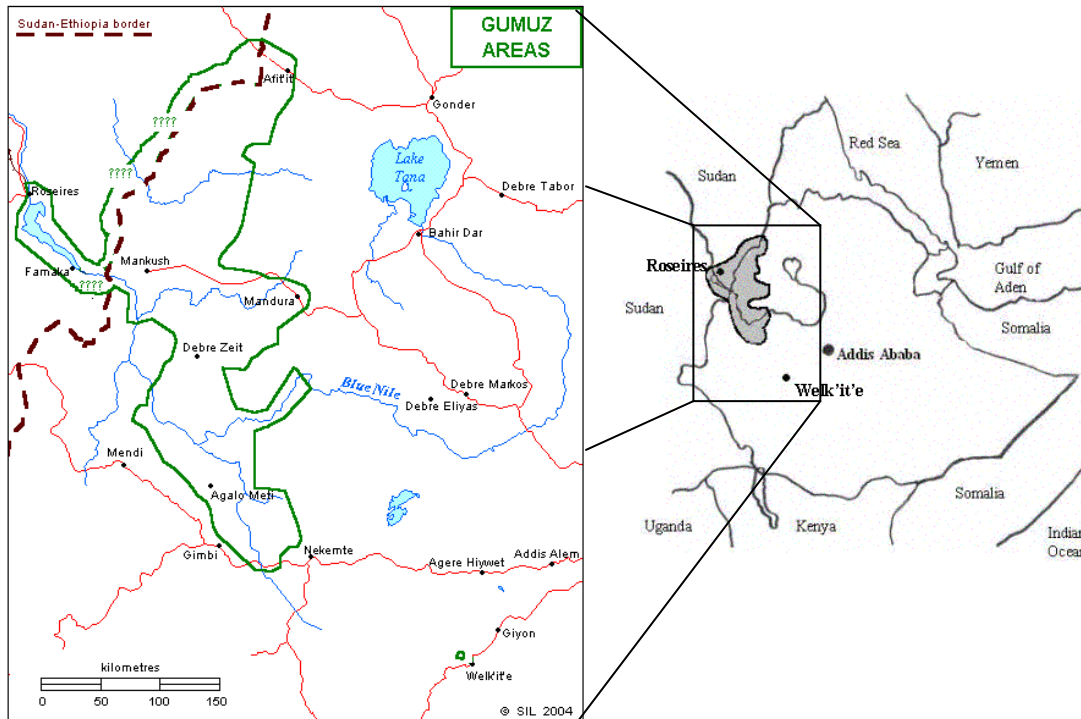 Sudan-Ethiopia border
GUMUZ
AREAS
Afit'it
Gonder
????
????
Lake
Tana
Debre Tabor
Roseires
Bahir Dar
Famaka
Mankush
????
Mandura
Debre Zeit
Blue Nile
Debre Markos
Debre Eliyas
Mendi
Agalo Meti
Gimbi
Nekemte
Agere Hiywet
Addis Alem
Giyon
Welk'it'e
kilometres
0 50 100 150
© SIL 2004
Red Sea
Sudan
Yemen
Roseires
Gulf of
Aden
Sudan
Somalia
Addis Ababa
Welk'it'e
Somalia
Uganda
Kenya
Indian
Ocean